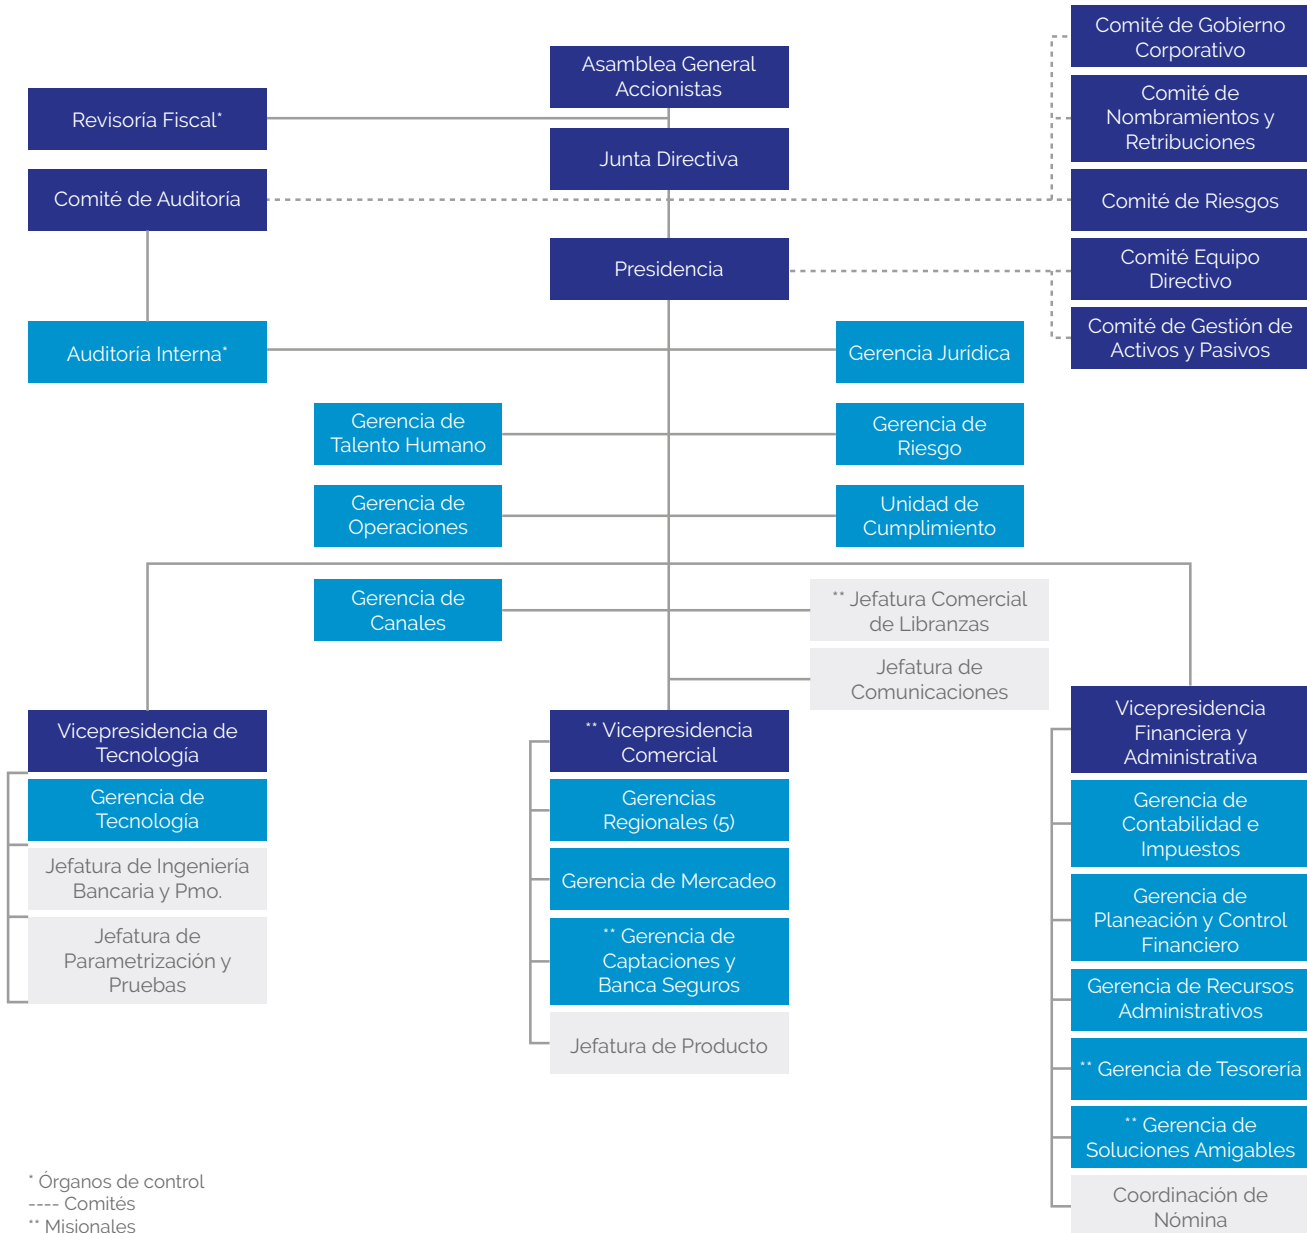 Asamblea General
Accionistas
Revisoría Fiscal*
Junta Directiva
Comité de Auditoría
Comité de Gobierno
Corporativo
Comité de
Nombramientos y
Retribuciones
Comité de Riesgos
Presidencia
Comité Equipo
Directivo
Comité de Gestión de
Activos y Pasivos
Auditoría Interna*
Gerencia Jurídica
Gerencia de
Talento Humano
Gerencia de
Riesgo
Gerencia de
Operaciones
Unidad de
Cumplimiento
Gerencia de
Canales
** Jefatura Comercial
de Libranzas
Jefatura de
Comunicaciones
Vicepresidencia de
Tecnología
Gerencia de
Tecnología
Jefatura de Ingeniería
Bancaria y Pmo.
Jefatura de
Parametrización y
Pruebas
** Vicepresidencia
Comercial
Gerencias
Regionales (5)
Gerencia de Mercadeo
** Gerencia de
Captaciones y
Banca Seguros
Jefatura de Producto
Vicepresidencia
Financiera y
Administrativa
Gerencia de
Contabilidad e
Impuestos
Gerencia de
Planeación y Control
Financiero
Gerencia de Recursos
Administrativos
** Gerencia de Tesorería
** Gerencia de
Soluciones Amigables
Coordinación de
Nómina
* Órganos de control
---- Comités
** Misionales